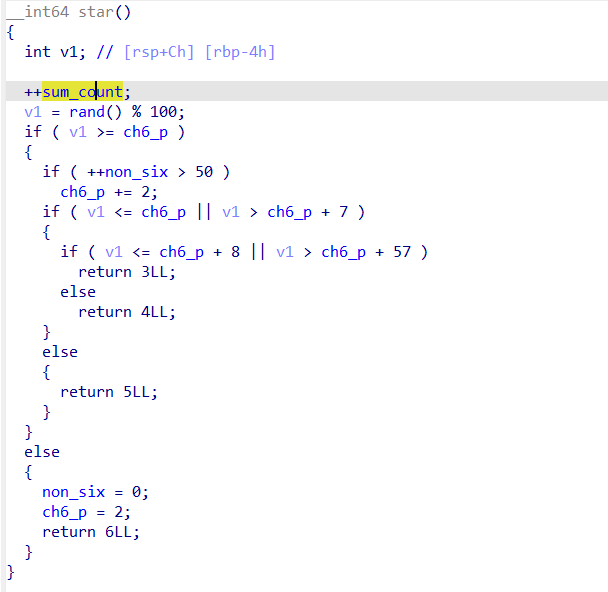 __int64 star()
{
  int v1; // [rsp+Ch] [rbp-4h]

  ++sum_count;
  v1 = rand() % 100;
  if ( v1 >= ch6_p )
  {
    if ( ++non_six > 50 )
      ch6_p += 2;
    if ( v1 <= ch6_p || v1 > ch6_p + 7 )
    {
      if ( v1 <= ch6_p + 8 || v1 > ch6_p + 57 )
        return 3LL;
      else
        return 4LL;
    }
    else
    {
      return 5LL;
    }
  }
  else
  {
    non_six = 0;
    ch6_p = 2;
    return 6LL;
  }
}